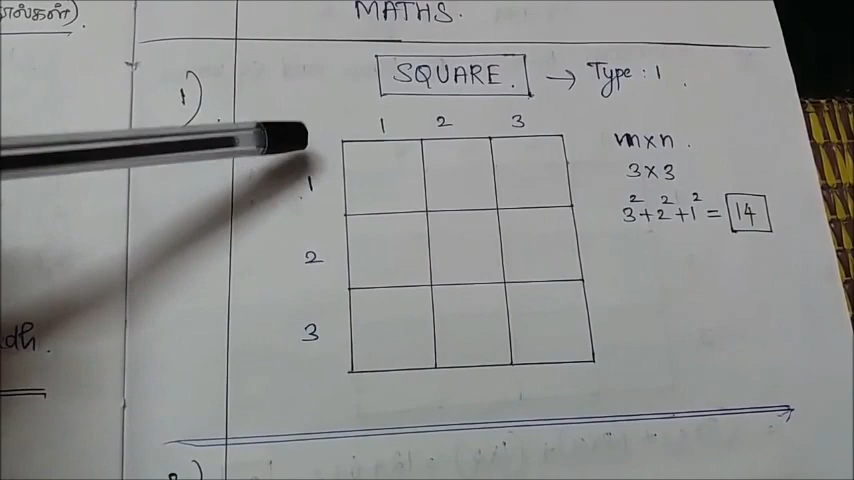 MATHS.
1)
SQUARE. → Type : 1
1 2 3
m×n.
3×3
3²+2²+1² = 14
1
2
3